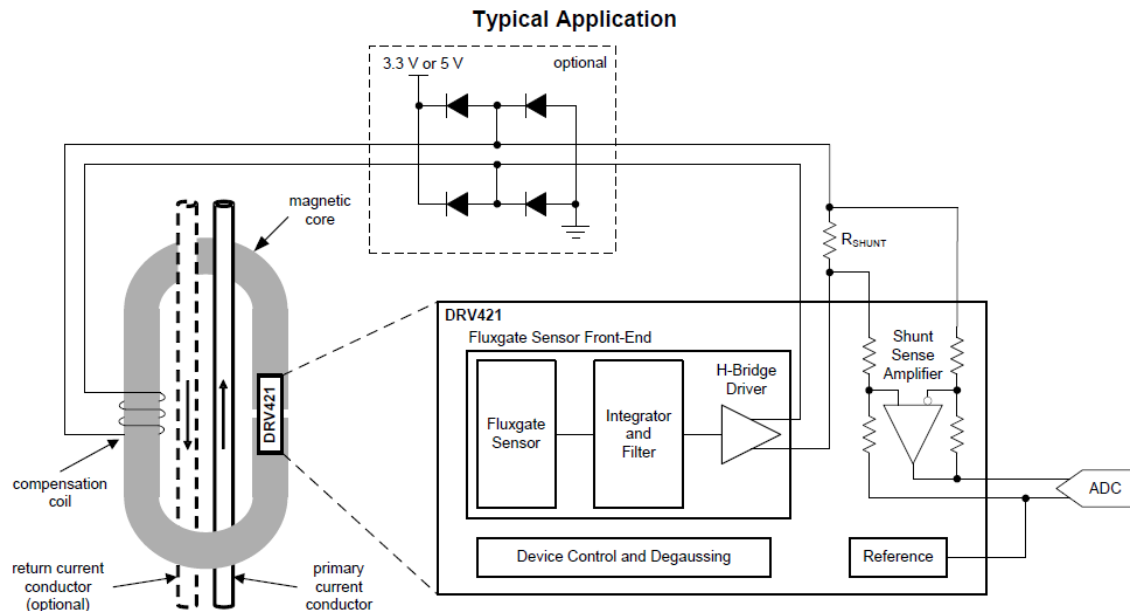 Typical Application
3.3 V or 5 V
optional
magnetic
core
R_SHUNT
DRV421
Fluxgate Sensor Front-End
Shunt
Sense
Amplifier
H-Bridge
Driver
Fluxgate
Sensor
Integrator
and
Filter
DRV421
compensation
coil
ADC
Device Control and Degaussing
Reference
return current
conductor
(optional)
primary
current
conductor